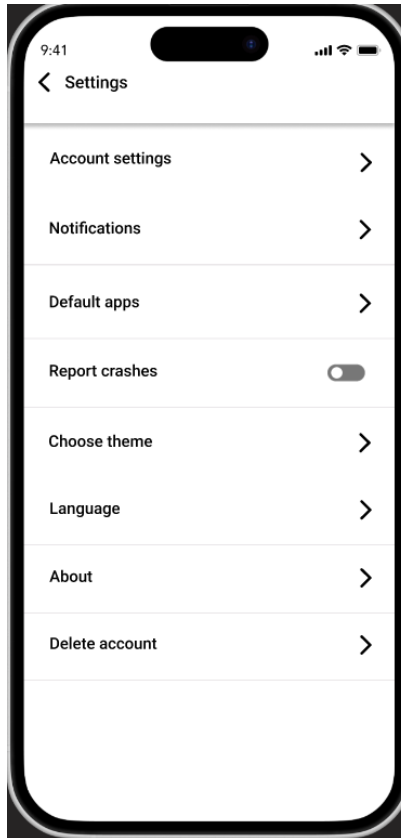 9:41
Settings
Account settings
Notifications
Default apps
Report crashes
Choose theme
Language
About
Delete account